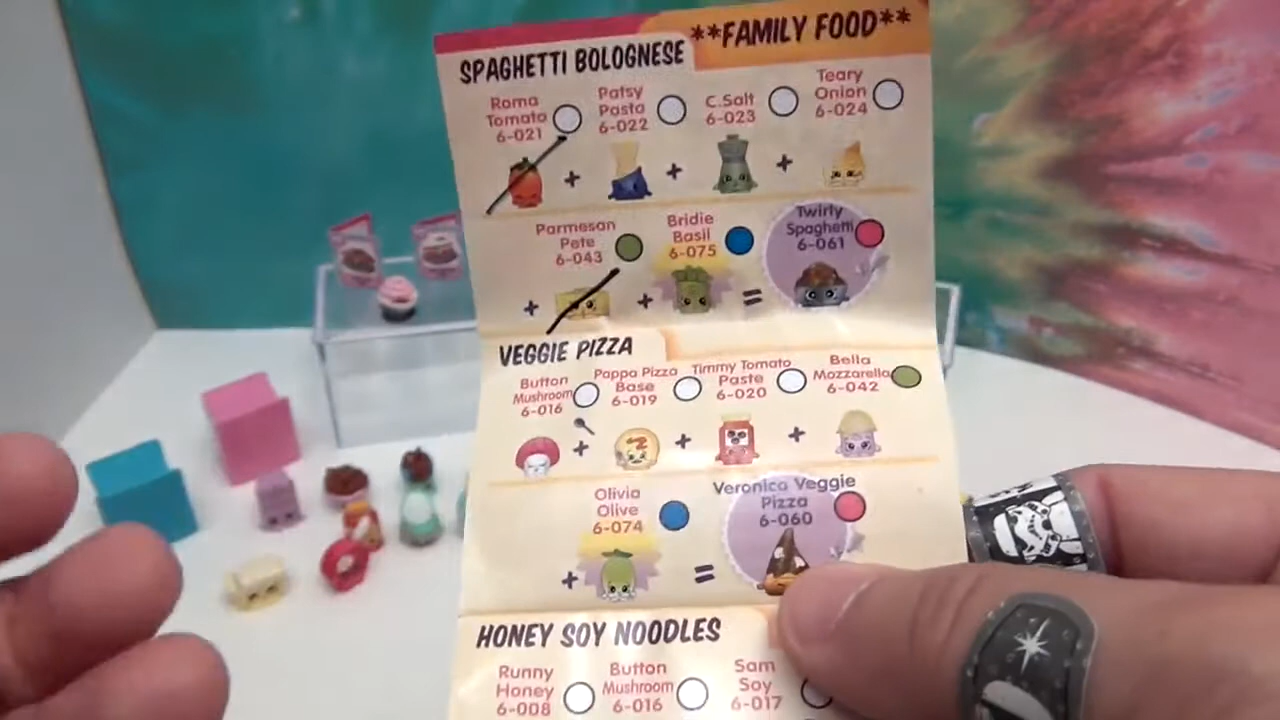 **FAMILY FOOD**
SPAGHETTI BOLOGNESE
Roma Tomato 6-021
Patsy Pasta 6-022
C.Salt 6-023
Teary Onion 6-024
+ + +
Parmesan Pete 6-043
Bridie Basil 6-075
Twirly Spaghetti 6-061
+ + =
VEGGIE PIZZA
Button Mushroom 6-016
Pappa Pizza Base 6-019
Timmy Tomato Paste 6-020
Bella Mozzarella 6-042
+ + +
Olivia Olive 6-074
Veronica Veggie Pizza 6-060
+ =
HONEY SOY NOODLES
Runny Honey 6-008
Button Mushroom 6-016
Sam Soy 6-017